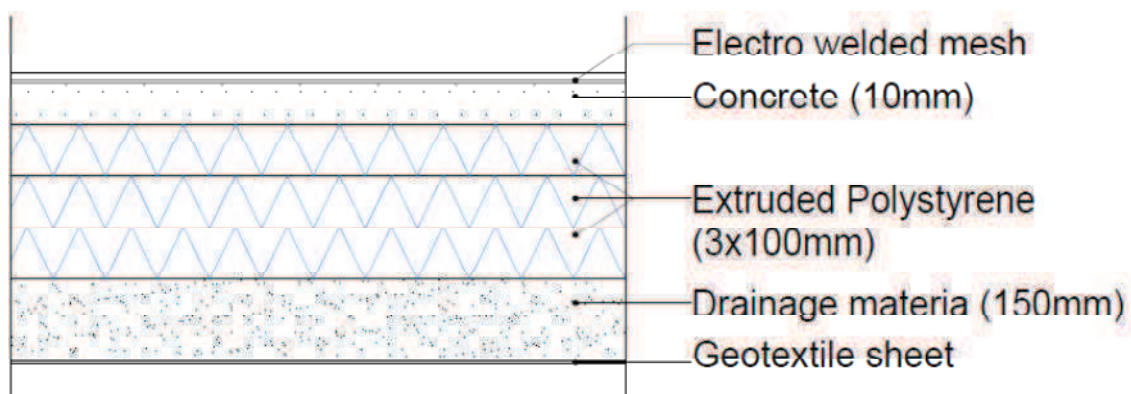 Electro welded mesh
Concrete (10mm)
Extruded Polystyrene
(3x100mm)
Drainage materia (150mm)
Geotextile sheet